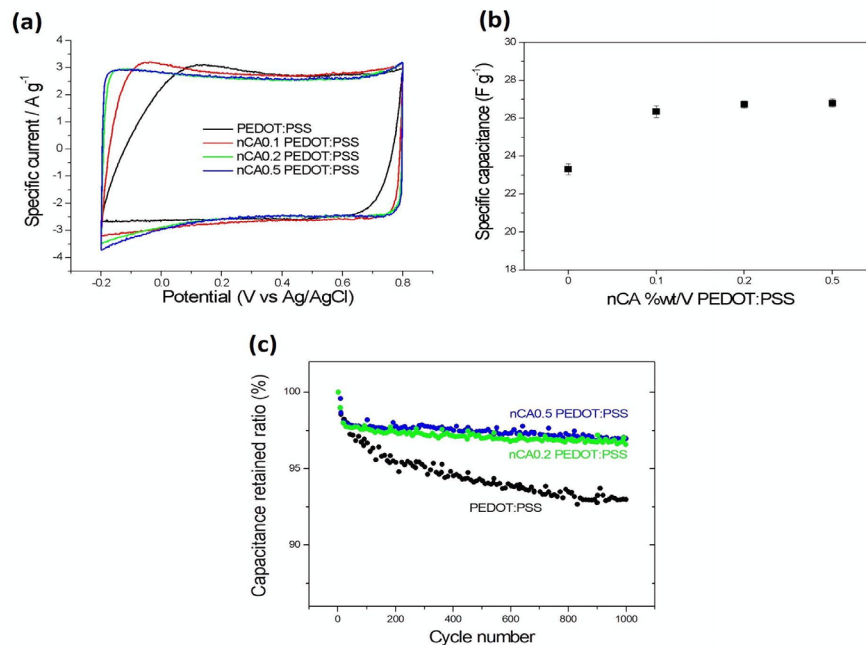 (a)
Specific current / A g⁻¹
4
3
2
1
0
-1
-2
-3
-4
PEDOT:PSS
nCA0.1 PEDOT:PSS
nCA0.2 PEDOT:PSS
nCA0.5 PEDOT:PSS
-0.2 0.0 0.2 0.4 0.6 0.8
Potential (V vs Ag/AgCl)
(b)
Specific capacitance (F g¹)
30
28
26
24
22
20
18
0 0.1 0.2 0.5
nCA %wt/V PEDOT:PSS
(c)
Capacitance retained ratio (%)
100
95
90
nCA0.5 PEDOT:PSS
nCA0.2 PEDOT:PSS
PEDOT:PSS
0 200 400 600 800 1000
Cycle number